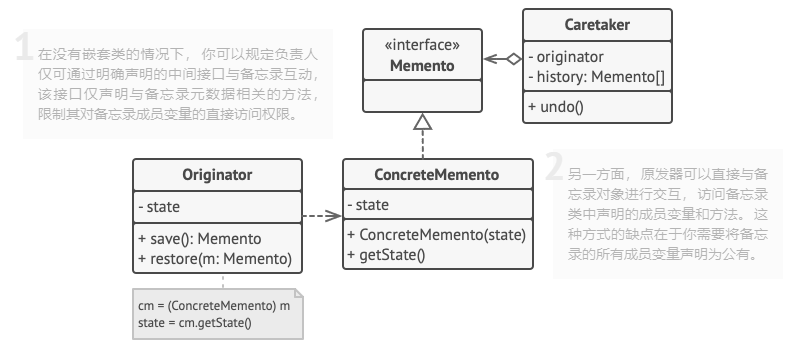 1
在没有嵌套类的情况下，你可以规定负责人
仅可通过明确声明的中间接口与备忘录互动，
该接口仅声明与备忘录元数据相关的方法，
限制其对备忘录成员变量的直接访问权限。
«interface»
Memento
Caretaker
- originator
- history: Memento[]
+ undo()
Originator
- state
+ save(): Memento
+ restore(m: Memento)
ConcreteMemento
- state
+ ConcreteMemento(state)
+ getState()
2
另一方面，原发器可以直接与备
忘录对象进行交互，访问备忘录
类中声明的成员变量和方法。这
种方式的缺点在于你需要将备忘
录的所有成员变量声明为公有。
cm = (ConcreteMemento) m
state = cm.getState()